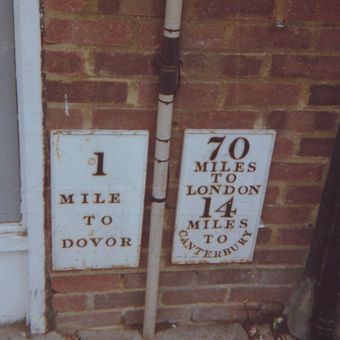 1
MILE
TO
DOVOR
70
MILES
TO
LONDON
14
MILES
TO
CANTERBURY